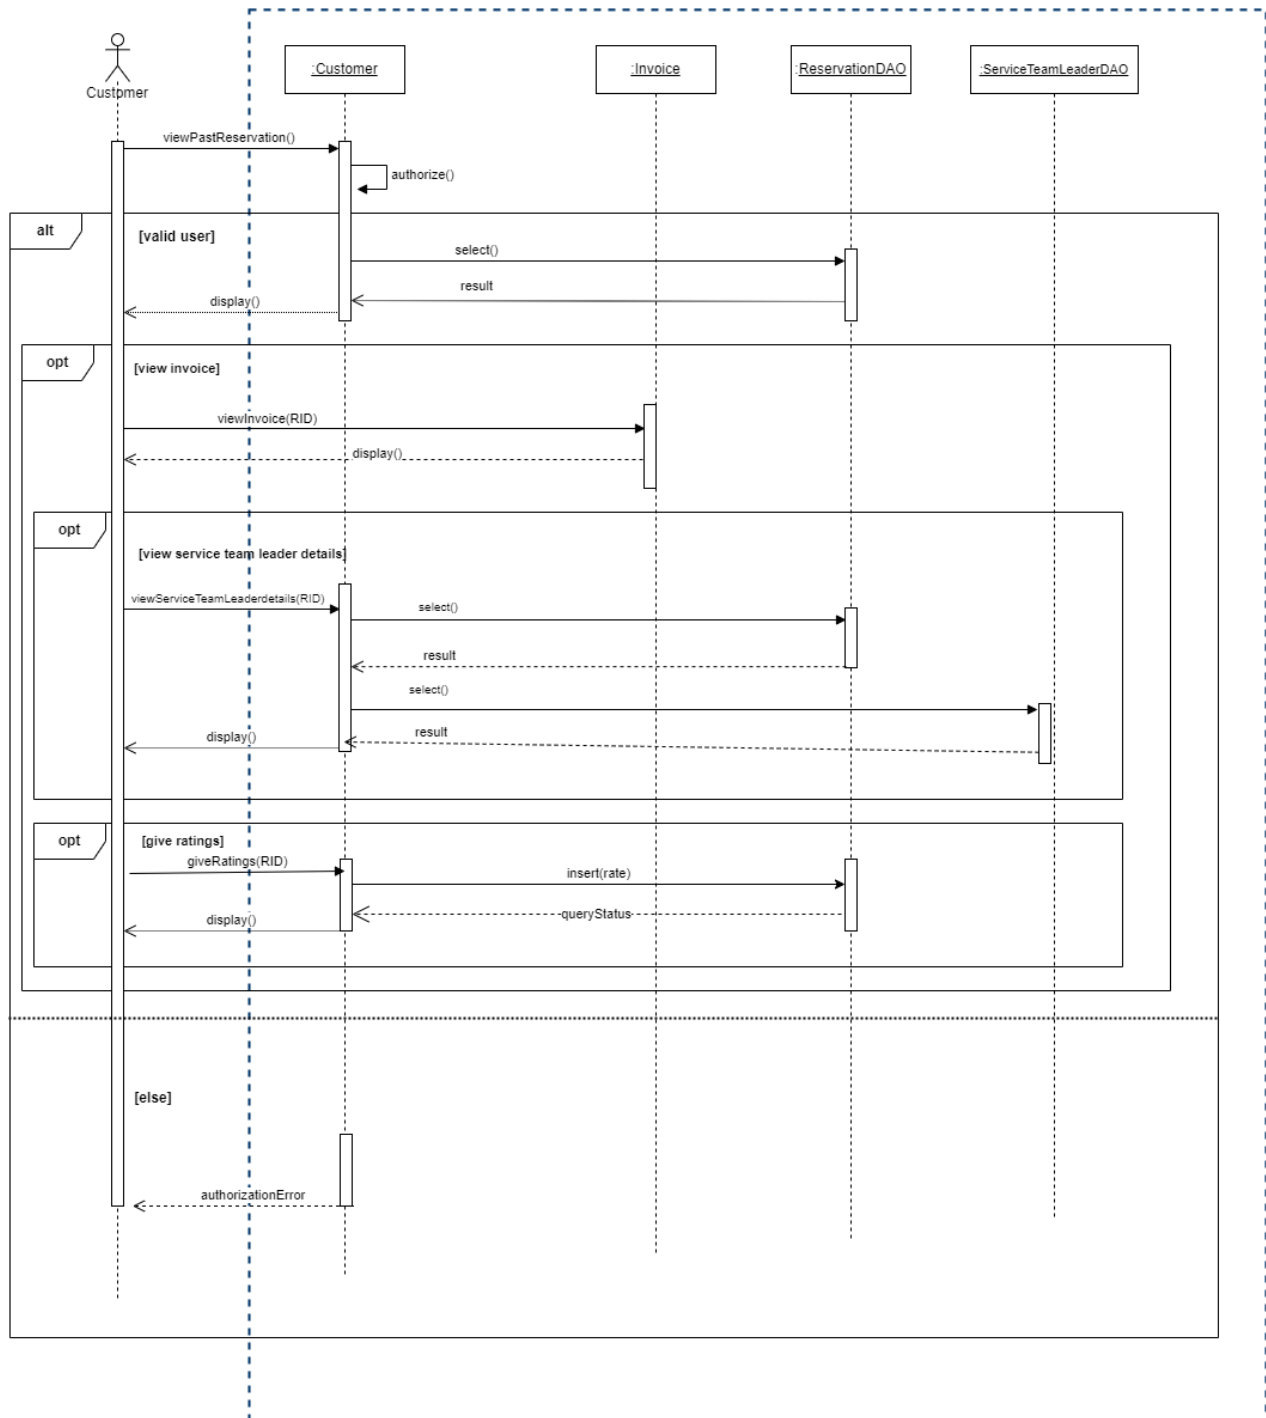 Customer
:Customer
:Invoice
:ReservationDAO
:ServiceTeamLeaderDAO
viewPastReservation()
authorize()
alt
[valid user]
select()
result
display()
opt
[view invoice]
viewInvoice(RID)
display()
opt
[view service team leader details]
viewServiceTeamLeaderdetails(RID)
select()
result
select()
result
display()
opt
[give ratings]
giveRatings(RID)
insert(rate)
queryStatus
display()
[else]
authorizationError